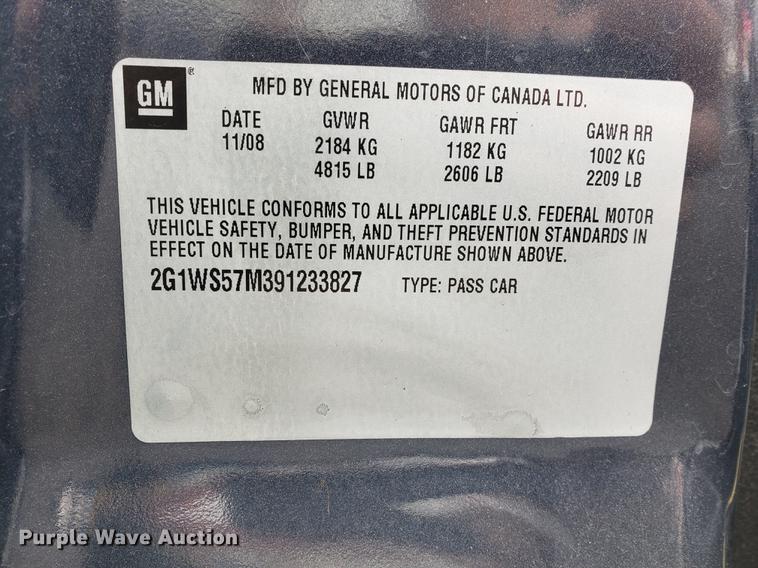 GM ®
MFD BY GENERAL MOTORS OF CANADA LTD.
DATE GVWR GAWR FRT GAWR RR
11/08 2184 KG 1182 KG 1002 KG
4815 LB 2606 LB 2209 LB
THIS VEHICLE CONFORMS TO ALL APPLICABLE U.S. FEDERAL MOTOR
VEHICLE SAFETY, BUMPER, AND THEFT PREVENTION STANDARDS IN
EFFECT ON THE DATE OF MANUFACTURE SHOWN ABOVE.
2G1WS57M391233827 TYPE: PASS CAR
Purple Wave Auction